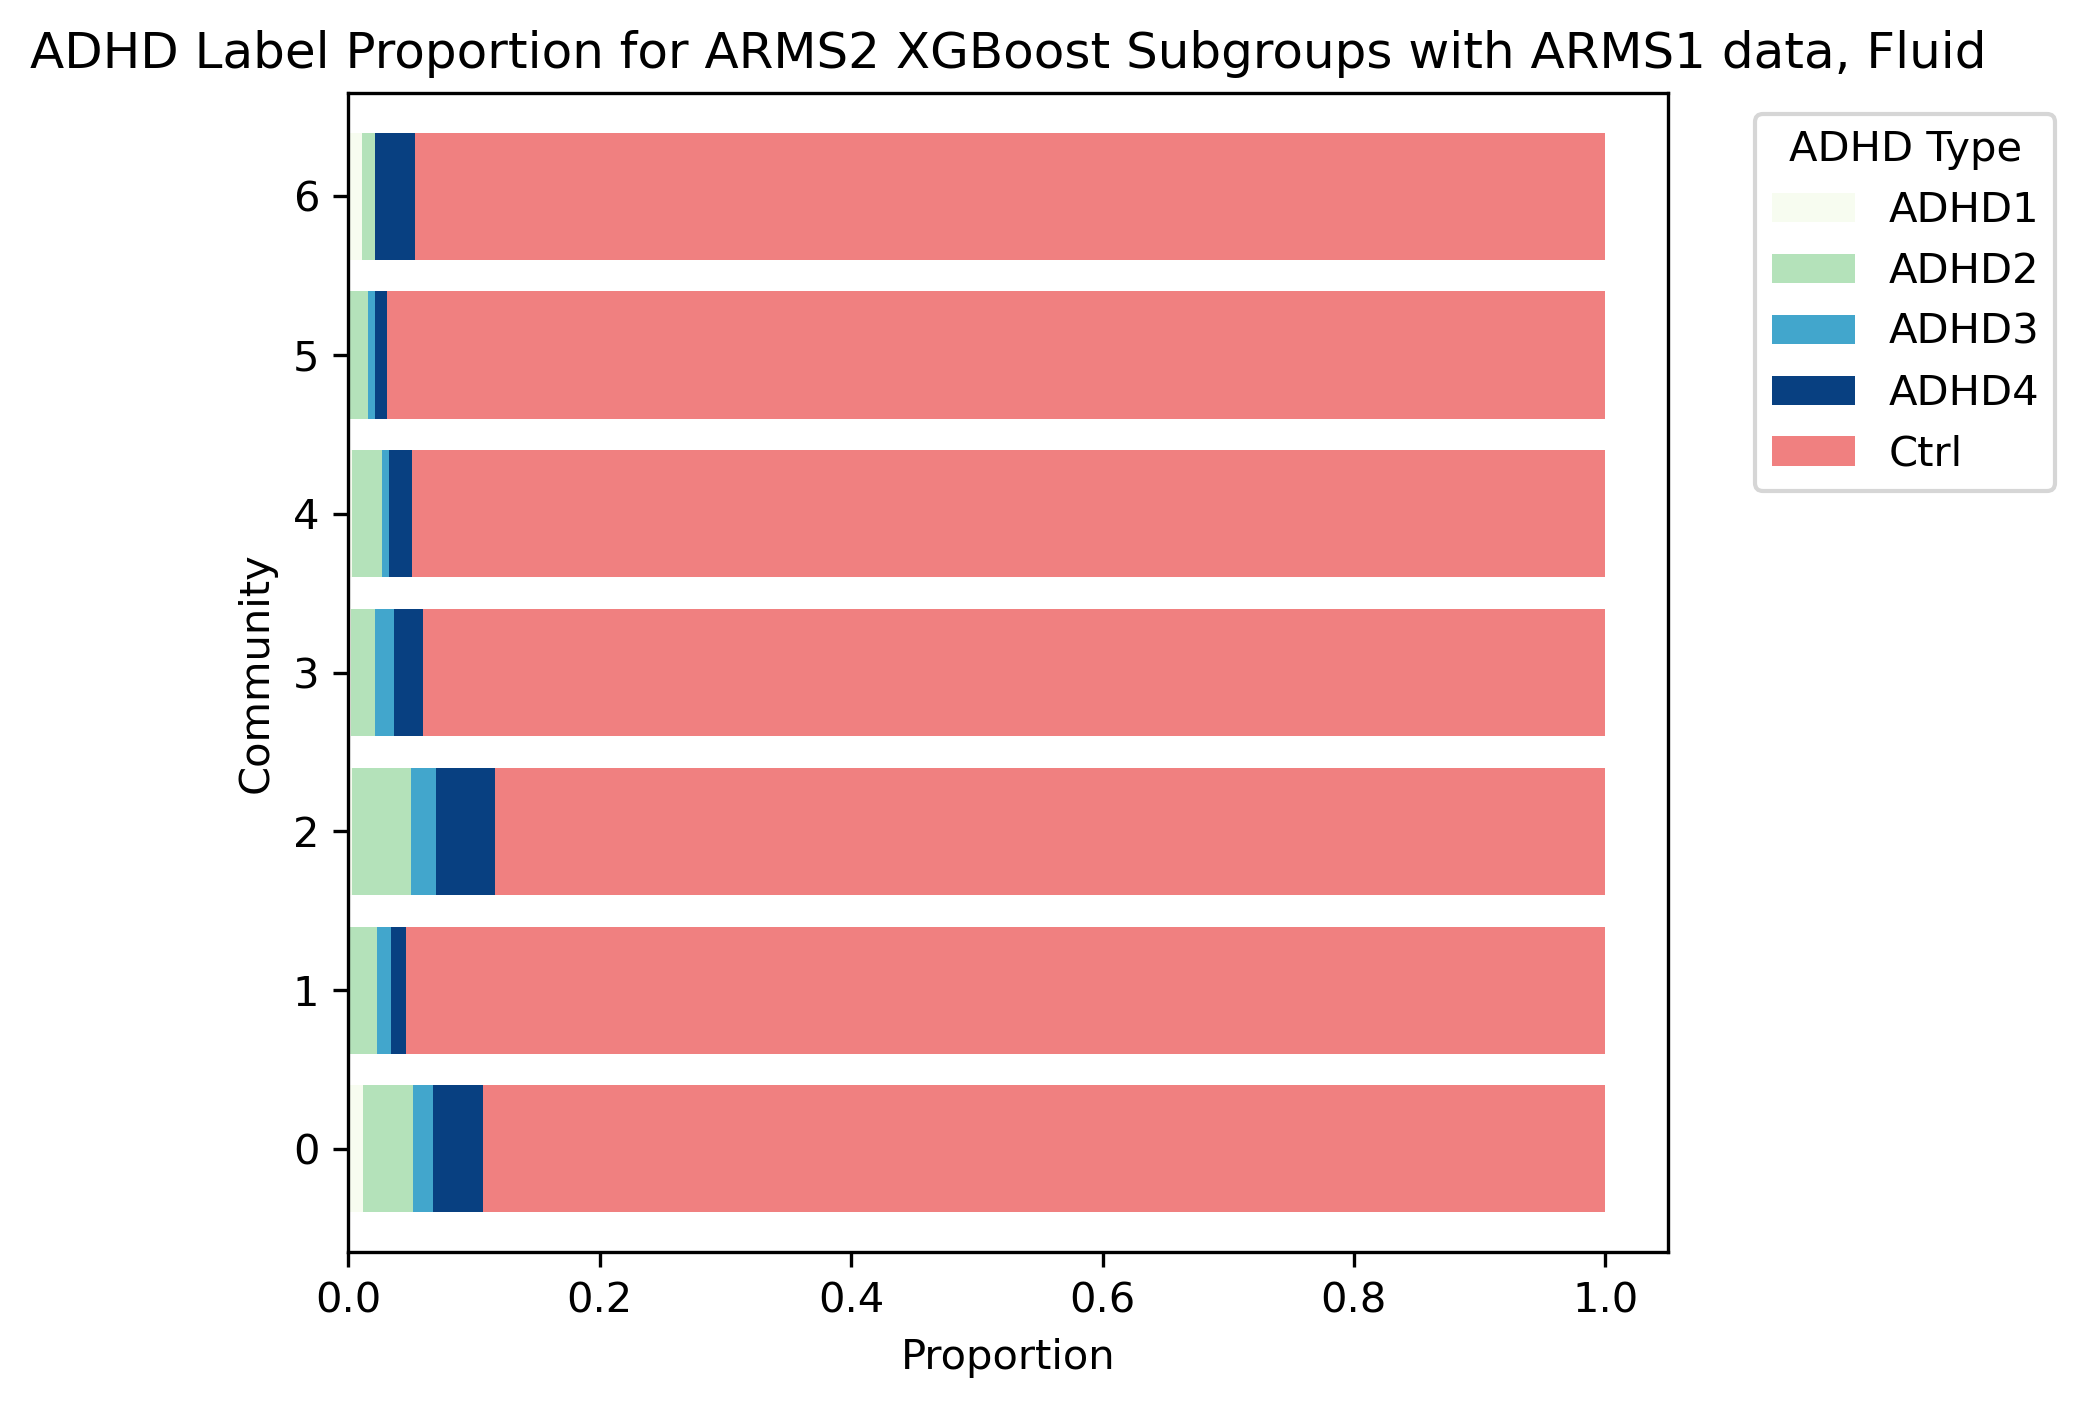 ADHD Label Proportion for ARMS2 XGBoost Subgroups with ARMS1 data, Fluid
ADHD Type
ADHD1
ADHD2
ADHD3
ADHD4
Ctrl
Community
6
5
4
3
2
1
0
0.0 0.2 0.4 0.6 0.8 1.0
Proportion